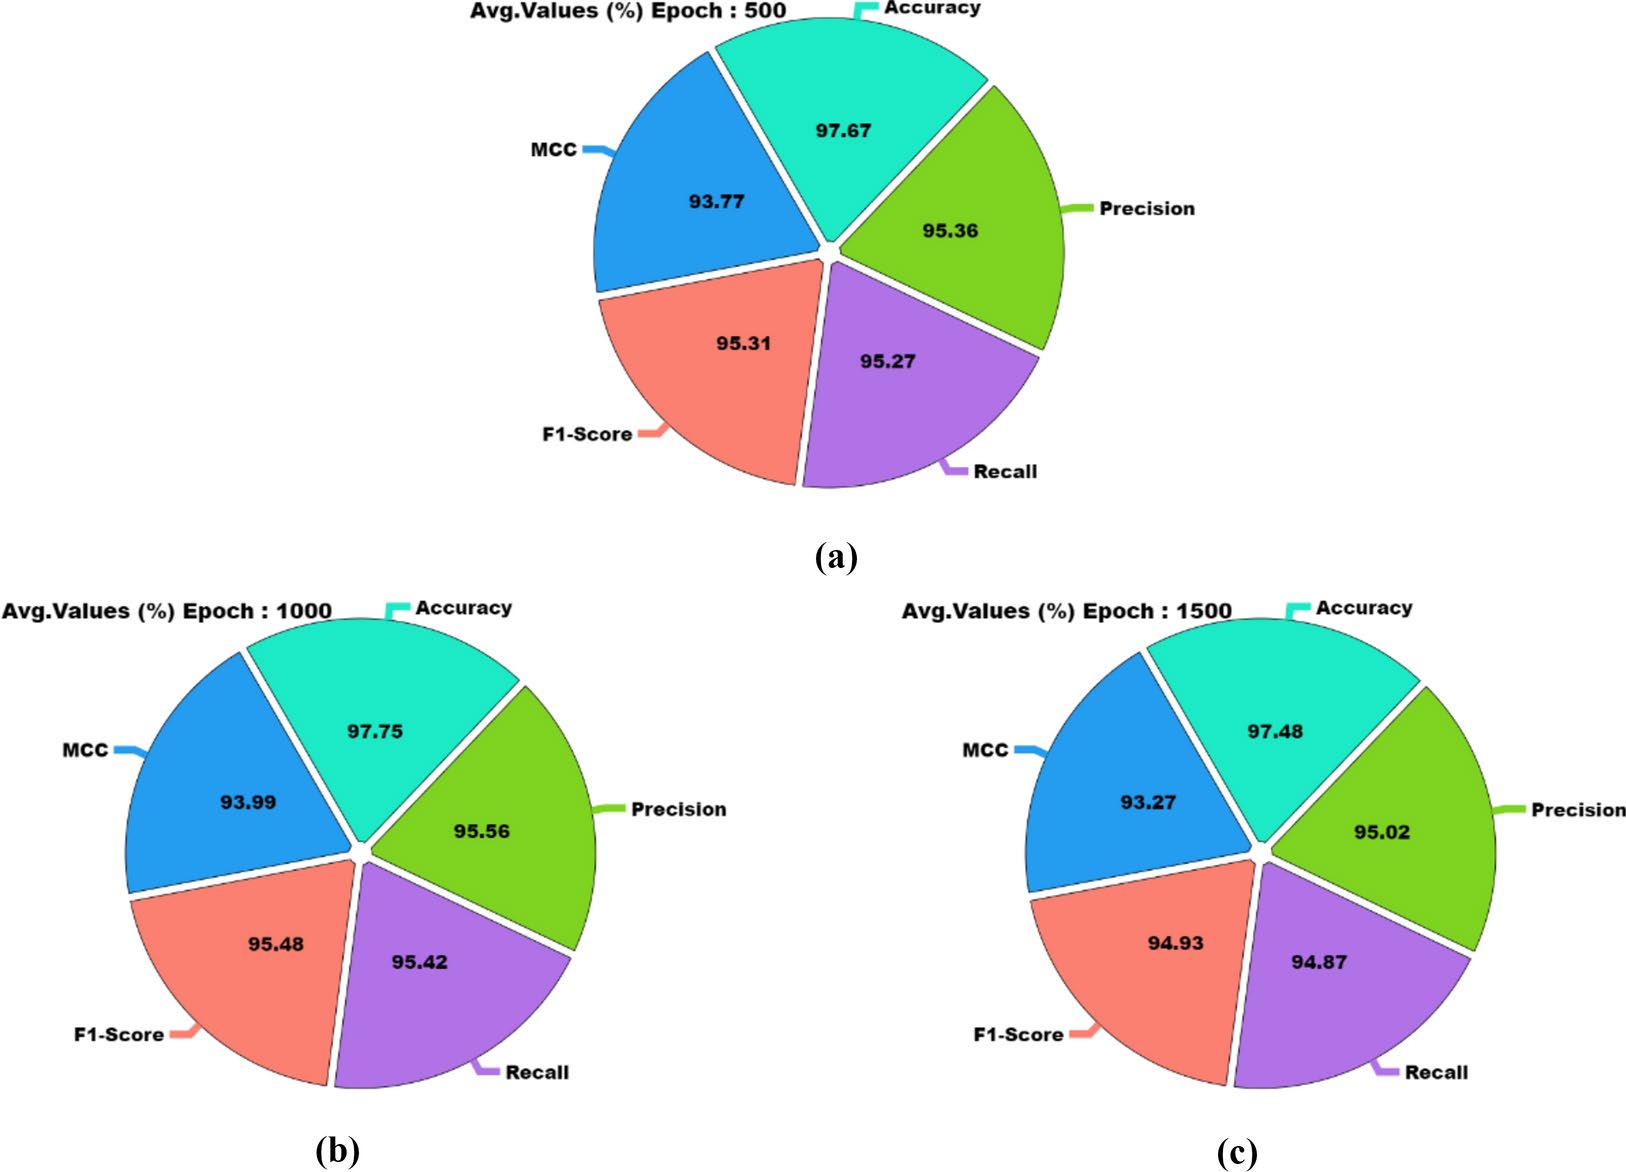 Avg.Values (%) Epoch : 500
Accuracy
97.67
MCC
93.77
Precision
95.36
95.31
95.27
F1-Score
Recall
(a)
Avg.Values (%) Epoch : 1000
Accuracy
97.75
MCC
93.99
Precision
95.56
95.48
95.42
F1-Score
Recall
(b)
Avg.Values (%) Epoch : 1500
Accuracy
97.48
MCC
93.27
Precision
95.02
94.93
94.87
F1-Score
Recall
(c)